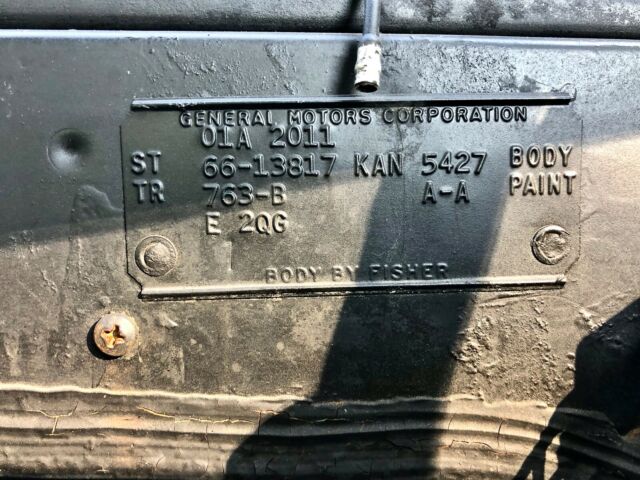 GENERAL MOTORS CORPORATION
01A 2011
ST 66-13817 KAN 5427 BODY
TR 763-B A-A PAINT
E 2QG
BODY BY FISHER